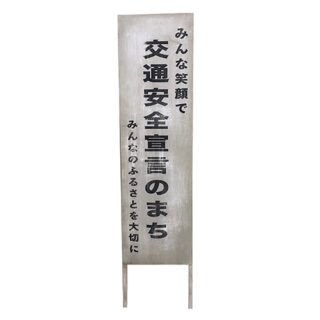 みんな笑顔で
交通安全宣言のまち
みんなのふるさとを大切に